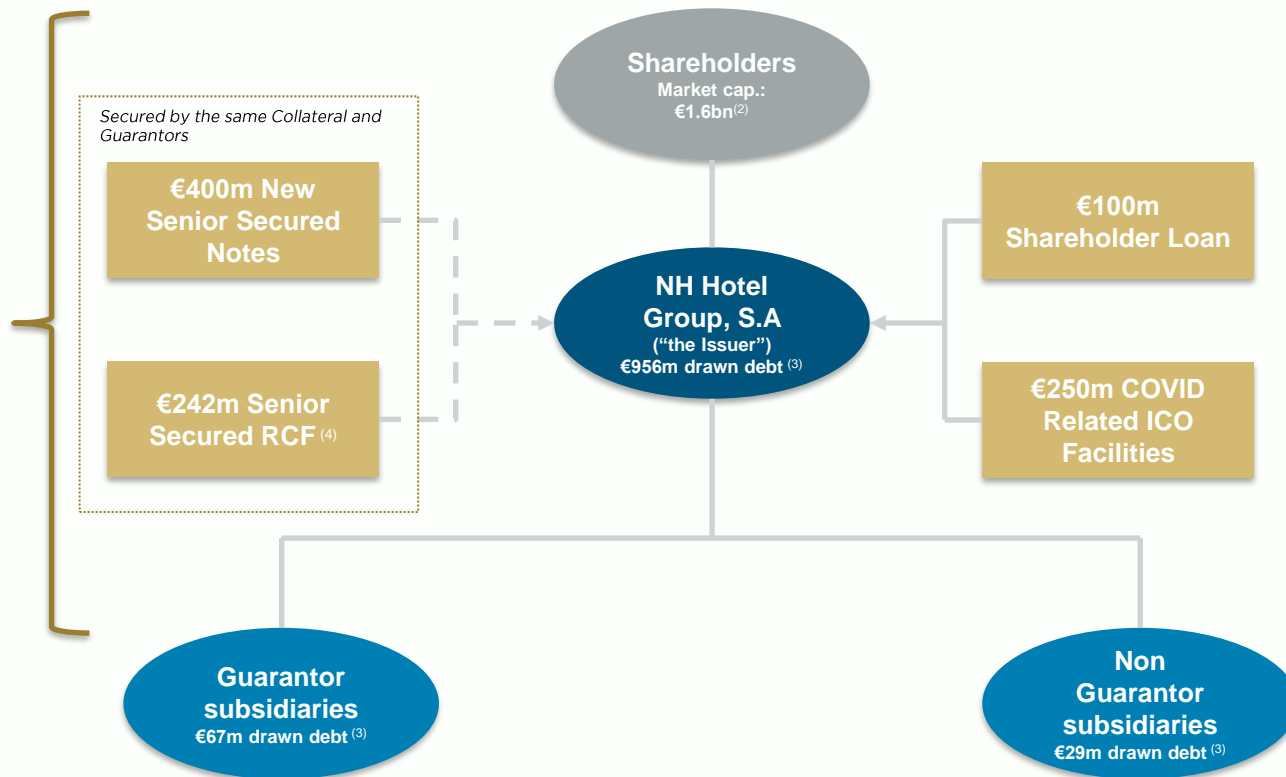 Shareholders
Market cap.:
€1.6bn(2)
Secured by the same Collateral and
Guarantors
€400m New
Senior Secured
Notes
€100m
Shareholder Loan
NH Hotel
Group, S.A
(“the Issuer”)
€956m drawn debt (3)
€242m Senior
Secured RCF (4)
€250m COVID
Related ICO
Facilities
Guarantor
subsidiaries
€67m drawn debt (3)
Non
Guarantor
subsidiaries
€29m drawn debt (3)